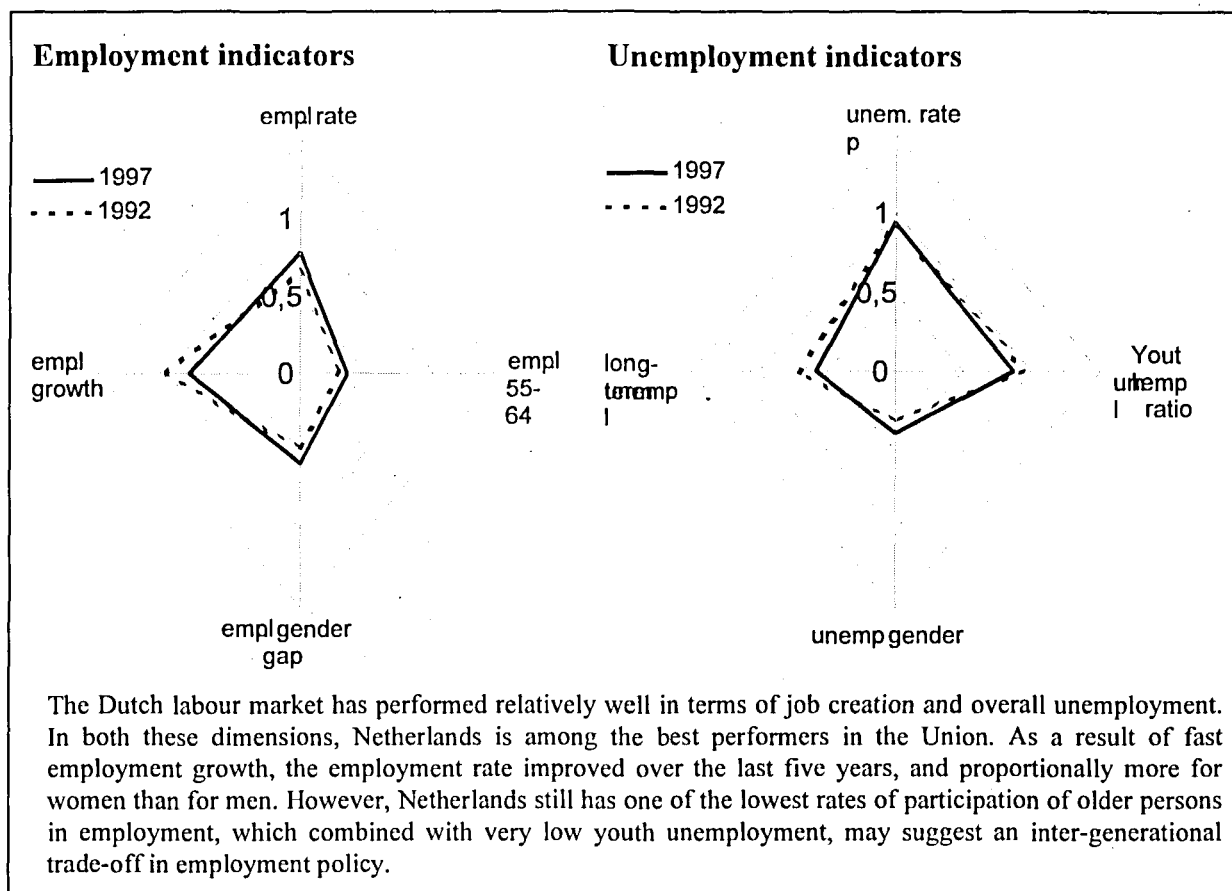 Employment indicators
empl rate
1997
1992
1
0,5
0
empl
growth
empl
55-
64
empl gender
gap
Unemployment indicators
unem. rate
p
1997
1992
1
0,5
0
long-
unemp
l
Yout
ratio
l
unemp gender
The Dutch labour market has performed relatively well in terms of job creation and overall unemployment.
In both these dimensions, Netherlands is among the best performers in the Union. As a result of fast
employment growth, the employment rate improved over the last five years, and proportionally more for
women than for men. However, Netherlands still has one of the lowest rates of participation of older persons
in employment, which combined with very low youth unemployment, may suggest an inter-generational
trade-off in employment policy.